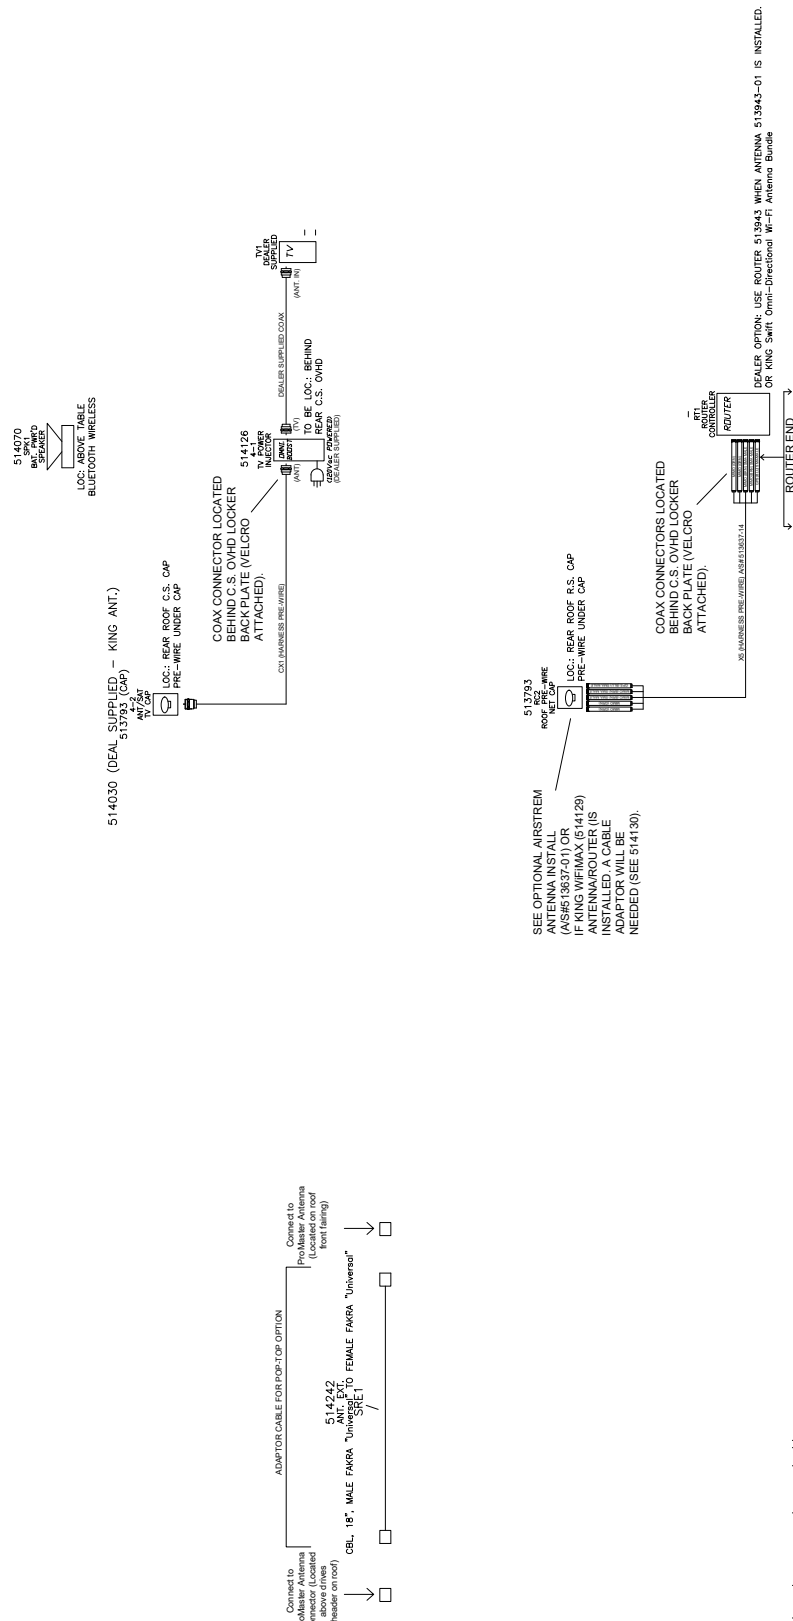 514070
SPK1
BAT. PWR'D
SPEAKER
LOC: ABOVE TABLE
BLUETOOTH WIRELESS
514030 (DEAL SUPPLIED - KING ANT.)
513793 (CAP)
4-2
ANT/SAT
TV CAP
LOC.: REAR ROOF C.S. CAP
PRE-WIRE UNDER CAP
CX1 (HARNESS PRE-WIRE)
COAX CONNECTOR LOCATED
BEHIND C.S. OVHD LOCKER
BACK PLATE (VELCRO
ATTACHED).
514126
4-1
TV POWER
INJECTOR
(ANT)
OMNI
BOOST
(TV)
TO BE LOC.: BEHIND
REAR C.S. OVHD
(120Vac POWERED)
(DEALER SUPPLIED)
DEALER SUPPLIED COAX
TV1
DEALER
SUPPLIED
TV
(ANT. IN)
513793
RC2
ROOF PRE-WIRE
NET CAP
LOC.: REAR ROOF R.S. CAP
PRE-WIRE UNDER CAP
SEE OPTIONAL AIRSTREM
ANTENNA INSTALL
(A/S#513637-01) OR
IF KING WiFiMAX (514129)
ANTENNA/ROUTER (IS
INSTALLED. A CABLE
ADAPTOR WILL BE
NEEDED (SEE 514130).
X5 (HARNESS PRE-WIRE) A/S#513637-14
COAX CONNECTORS LOCATED
BEHIND C.S. OVHD LOCKER
BACK PLATE (VELCRO
ATTACHED).
RT1
ROUTER
CONTROLLER
ROUTER
ROUTER END
DEALER OPTION: USE ROUTER 513943 WHEN ANTENNA 513943-01 IS INSTALLED.
OR KING Swift Omni-Directional Wi-Fi Antenna Bundle
ADAPTOR CABLE FOR POP-TOP OPTION
Connect to
ProMaster Antenna
(Located on roof
front fairing)
514242
ANT. EXT.
SRE1
CBL, 18", MALE FAKRA "Universal" TO FEMALE FAKRA "Universal"
Connect to
oMaster Antenna
nnector (Located
above drives
header on roof)